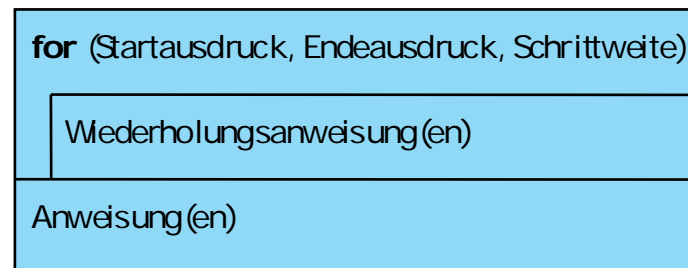 for (Startausdruck, Endeausdruck, Schrittweite)
Wiederholungsanweisung(en)
Anweisung(en)